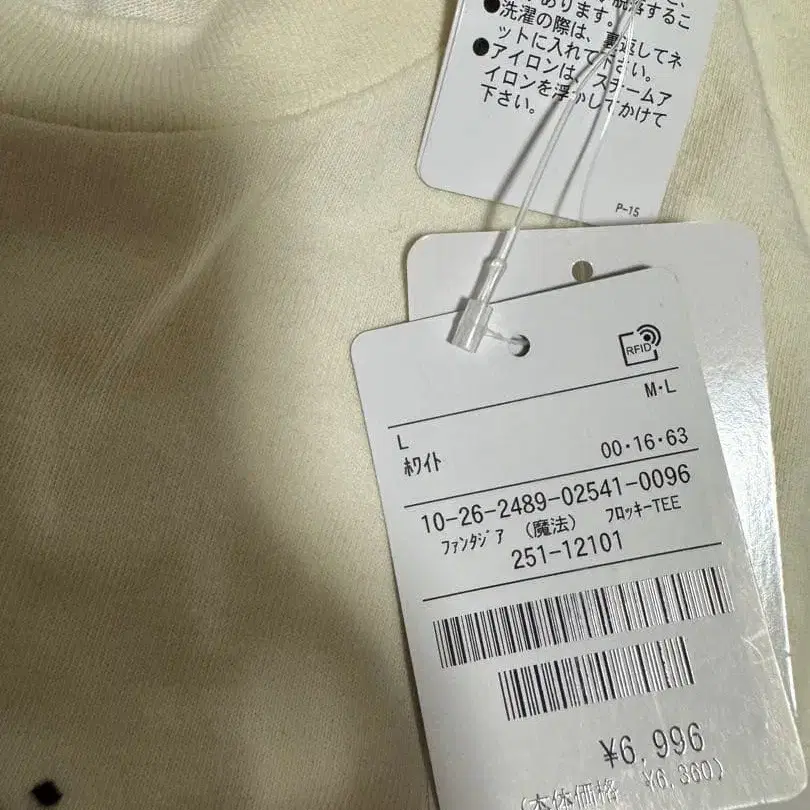 あります。
●洗濯の際は、裏返してネ
ットに入れて下さい。
●アイロンは、スチームア
イロンを浮かしてかけて
下さい。
P-15
RFID
M・L
L
ホワイト
00・16・63
10-26-2489-02541-0096
ファンタジア (魔法) フロッキーTEE
251-12101
¥6,996
(本体価格 ¥6,360)